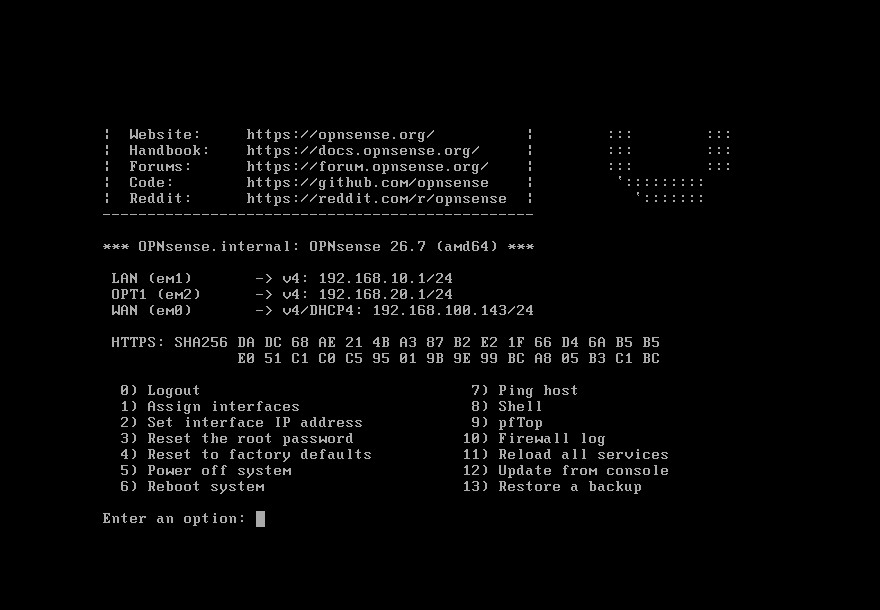 |  Website:     https://opnsense.org/          |        :::        :::
|  Handbook:    https://docs.opnsense.org/     |        :::        :::
|  Forums:      https://forum.opnsense.org/    |        :::        :::
|  Code:        https://github.com/opnsense    |         `:::::::::
|  Reddit:      https://reddit.com/r/opnsense  |           `:::::::
------------------------------------------------
*** OPNsense.internal: OPNsense 26.7 (amd64) ***
LAN (em1)       -> v4: 192.168.10.1/24
OPT1 (em2)      -> v4: 192.168.20.1/24
WAN (em0)       -> v4/DHCP4: 192.168.100.143/24
HTTPS: SHA256 DA DC 68 AE 21 4B A3 87 B2 E2 1F 66 D4 6A B5 B5
E0 51 C1 C0 C5 95 01 9B 9E 99 BC A8 05 B3 C1 BC
0) Logout                              7) Ping host
1) Assign interfaces                   8) Shell
2) Set interface IP address            9) pfTop
3) Reset the root password            10) Firewall log
4) Reset to factory defaults          11) Reload all services
5) Power off system                   12) Update from console
6) Reboot system                      13) Restore a backup
Enter an option: